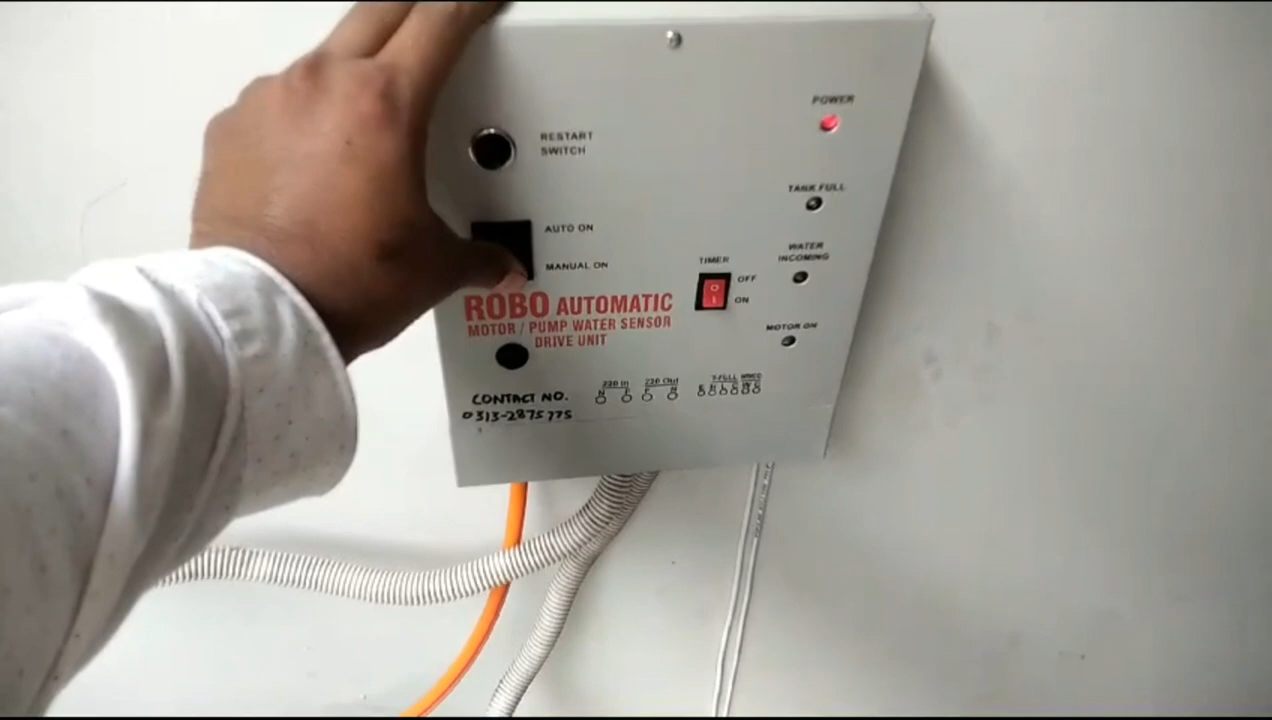 POWER
RESTART
SWITCH
TANK FULL
AUTO ON
WATER
INCOMING
MANUAL ON
TIMER
OFF
ON
ROBO AUTOMATIC
MOTOR / PUMP WATER SENSOR
DRIVE UNIT
MOTOR ON
220 In
220 Out
CONTACT NO.
0313-2875775